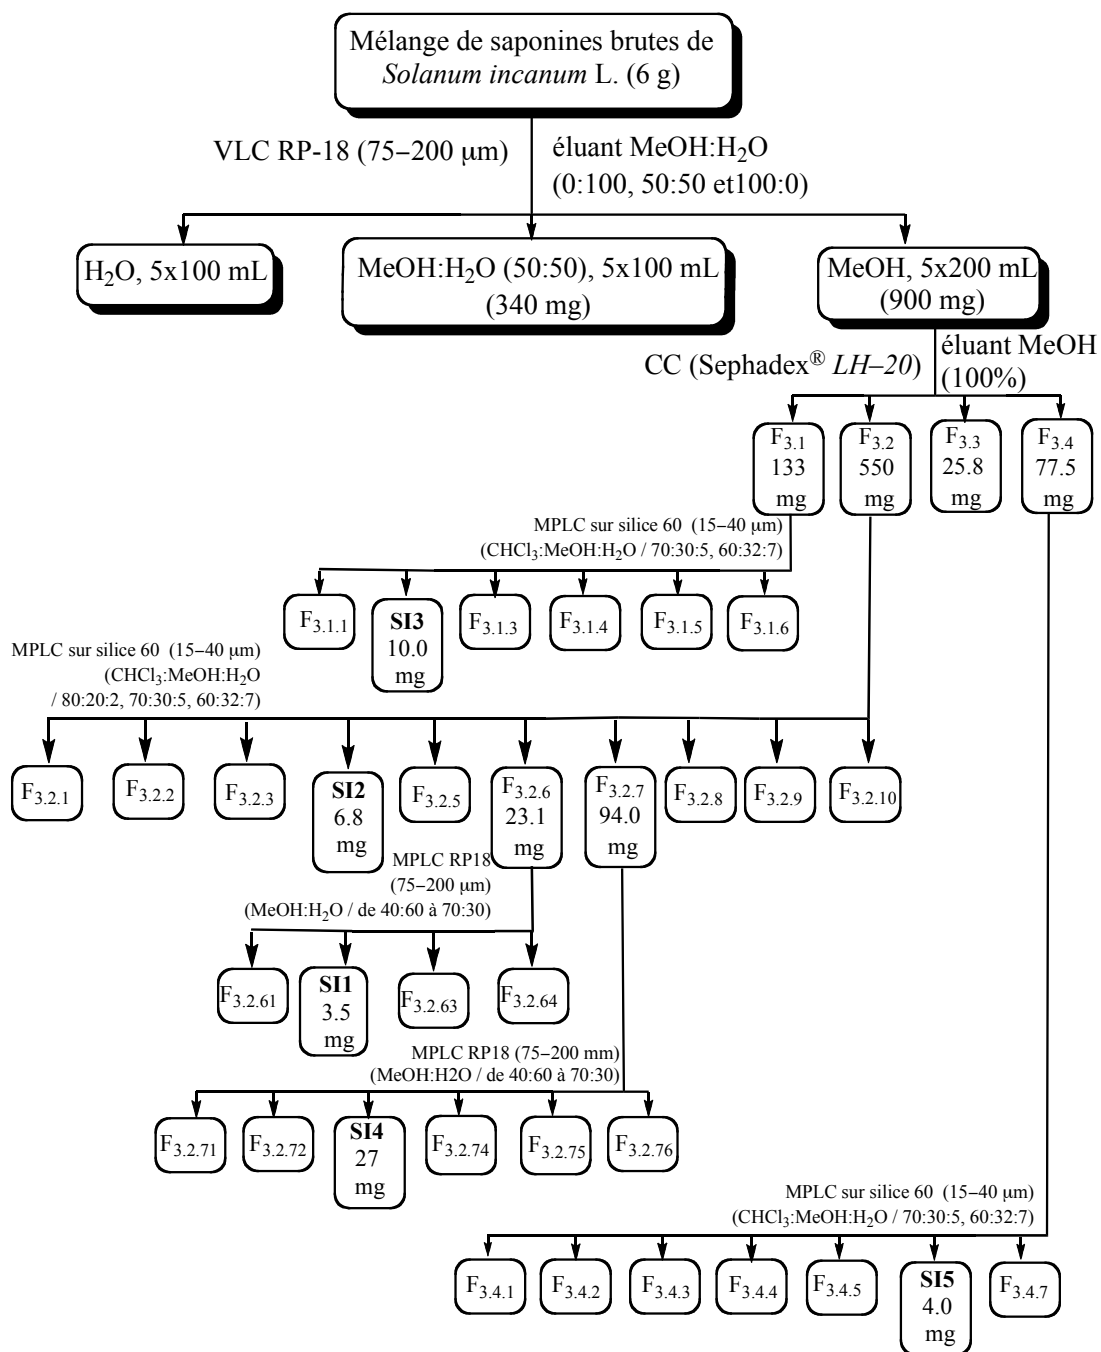 Mélange de saponines brutes de
Solanum incanum L. (6 g)
VLC RP-18 (75–200 μm)
éluant MeOH:H₂O
(0:100, 50:50 et100:0)
H₂O, 5x100 mL
MeOH:H₂O (50:50), 5x100 mL
(340 mg)
MeOH, 5x200 mL
(900 mg)
CC (Sephadex® LH–20)
éluant MeOH
(100%)
F3.1
133
mg
F3.2
550
mg
F3.3
25.8
mg
F3.4
77.5
mg
MPLC sur silice 60 (15–40 μm)
(CHCl₃:MeOH:H₂O / 70:30:5, 60:32:7)
F3.1.1
SI3
10.0
mg
F3.1.3
F3.1.4
F3.1.5
F3.1.6
MPLC sur silice 60 (15–40 μm)
(CHCl₃:MeOH:H₂O
/ 80:20:2, 70:30:5, 60:32:7)
F3.2.1
F3.2.2
F3.2.3
SI2
6.8
mg
F3.2.5
F3.2.6
23.1
mg
F3.2.7
94.0
mg
F3.2.8
F3.2.9
F3.2.10
MPLC RP18
(75–200 μm)
(MeOH:H₂O / de 40:60 à 70:30)
F3.2.61
SI1
3.5
mg
F3.2.63
F3.2.64
MPLC RP18 (75–200 mm)
(MeOH:H2O / de 40:60 à 70:30)
F3.2.71
F3.2.72
SI4
27
mg
F3.2.74
F3.2.75
F3.2.76
MPLC sur silice 60 (15–40 μm)
(CHCl₃:MeOH:H₂O / 70:30:5, 60:32:7)
F3.4.1
F3.4.2
F3.4.3
F3.4.4
F3.4.5
SI5
4.0
mg
F3.4.7